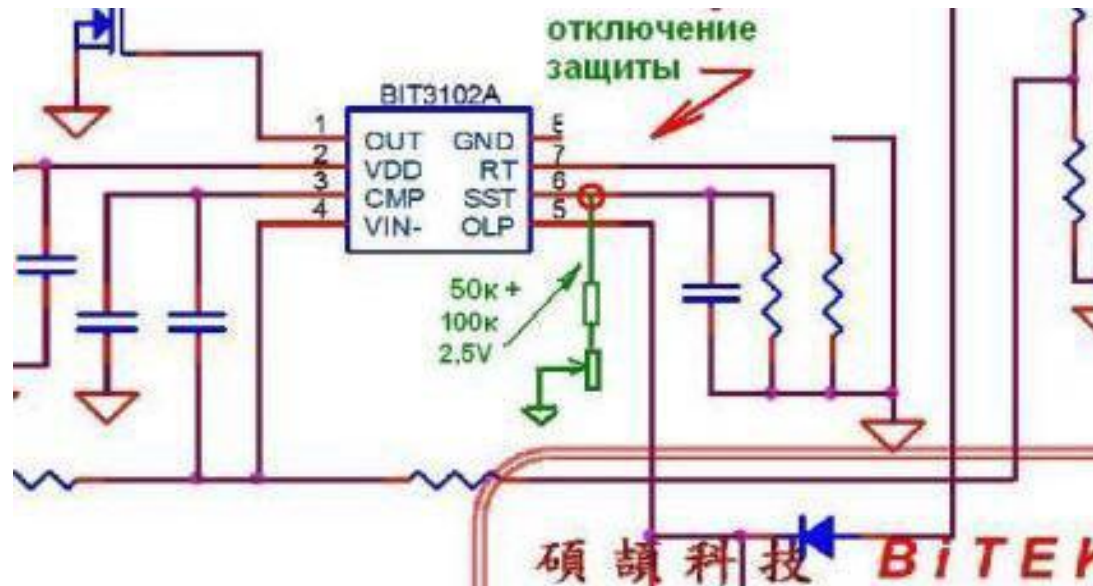 отключение
защиты
BIT3102A
1 OUT GND 8
2 VDD RT 7
3 CMP SST 6
4 VIN- OLP 5
50к +
100к
2,5V
碩頡科技 BiTEK